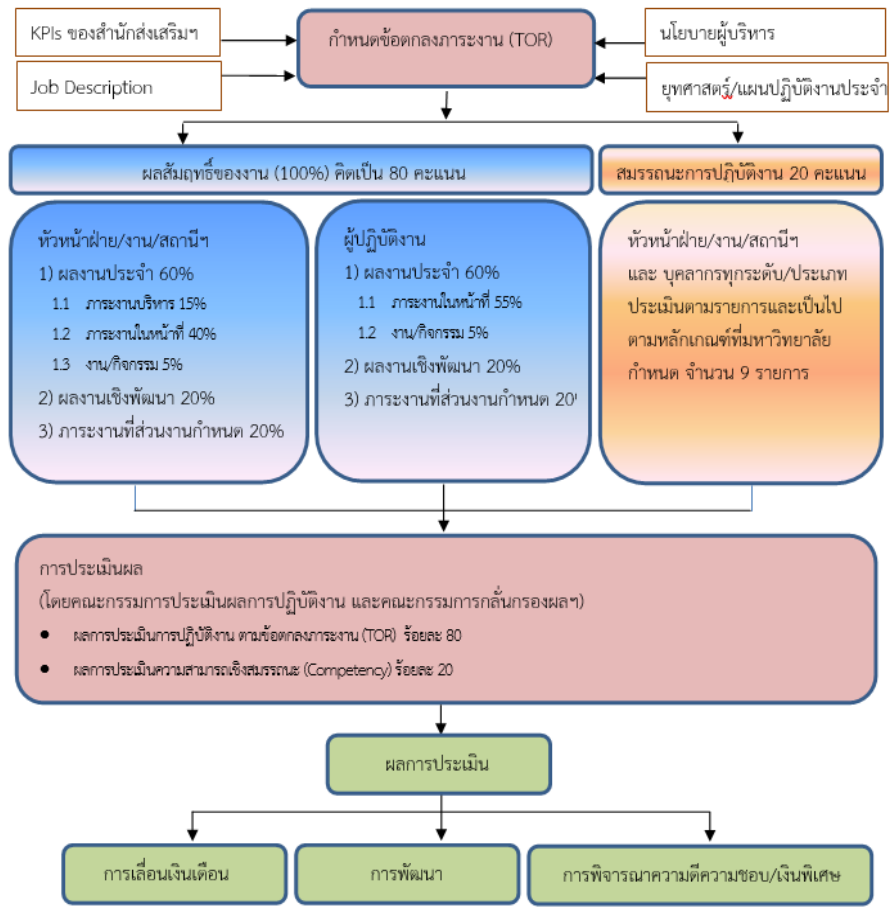 KPIs ของสำนักส่งเสริมฯ
Job Description
กำหนดข้อตกลงภาระงาน (TOR)
นโยบายผู้บริหาร
ยุทศาสตร์/แผนปฏิบัติงานประจำ
ผลสัมฤทธิ์ของงาน (100%) คิดเป็น 80 คะแนน
สมรรถนะการปฏิบัติงาน 20 คะแนน
หัวหน้าฝ่าย/งาน/สถานีฯ
1) ผลงานประจำ 60%
1.1 ภาระงานบริหาร 15%
1.2 ภาระงานในหน้าที่ 40%
1.3 งาน/กิจกรรม 5%
2) ผลงานเชิงพัฒนา 20%
3) ภาระงานที่ส่วนงานกำหนด 20%
ผู้ปฏิบัติงาน
1) ผลงานประจำ 60%
1.1 ภาระงานในหน้าที่ 55%
1.2 งาน/กิจกรรม 5%
2) ผลงานเชิงพัฒนา 20%
3) ภาระงานที่ส่วนงานกำหนด 20
หัวหน้าฝ่าย/งาน/สถานีฯ
และ บุคลากรทุกระดับ/ประเภท
ประเมินตามรายการและเป็นไป
ตามหลักเกณฑ์ที่มหาวิทยาลัย
กำหนด จำนวน 9 รายการ
การประเมินผล
(โดยคณะกรรมการประเมินผลการปฏิบัติงาน และคณะกรรมการกลั่นกรองผลฯ)
● ผลการประเมินการปฏิบัติงาน ตามข้อตกลงภาระงาน (TOR) ร้อยละ 80
● ผลการประเมินความสามารถเชิงสมรรถนะ (Competency) ร้อยละ 20
ผลการประเมิน
การเลื่อนเงินเดือน
การพัฒนา
การพิจารณาความดีความชอบ/เงินพิเศษ